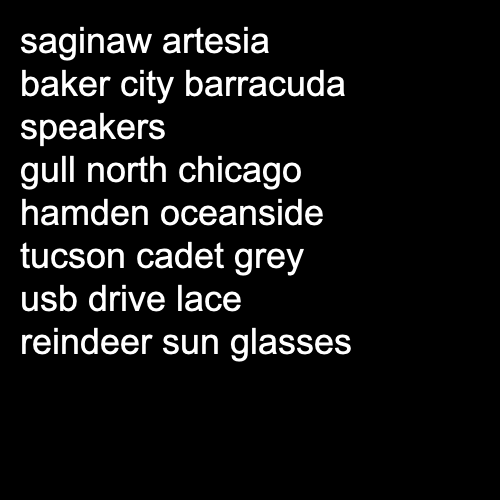 saginaw artesia
baker city barracuda
speakers
gull north chicago
hamden oceanside
tucson cadet grey
usb drive lace
reindeer sun glasses